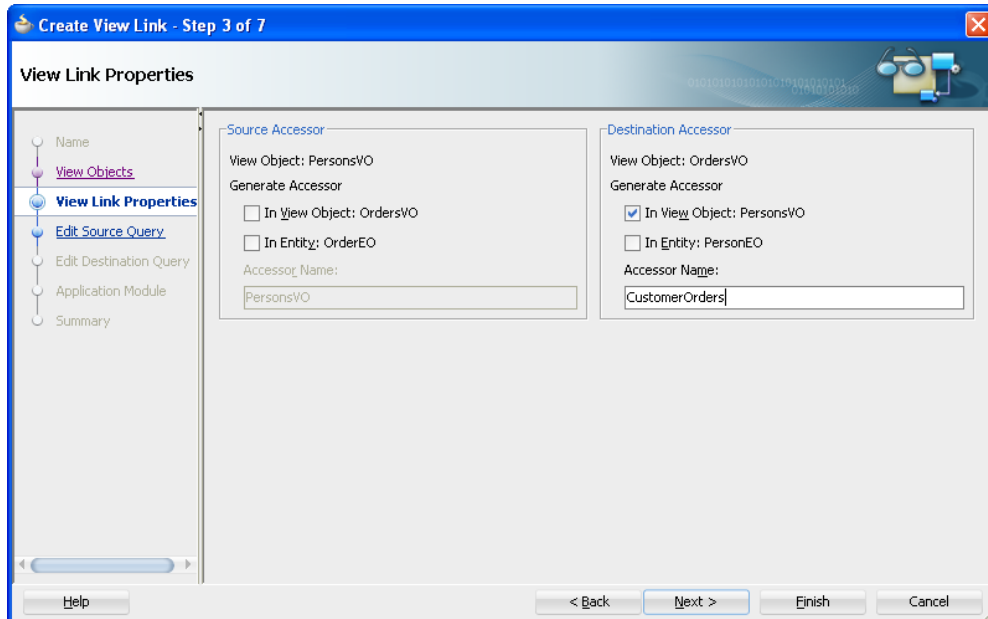 Create View Link - Step 3 of 7
View Link Properties
Name
View Objects
View Link Properties
Edit Source Query
Edit Destination Query
Application Module
Summary
Source Accessor
View Object: PersonsVO
Generate Accessor
In View Object: OrdersVO
In Entity: OrderEO
Accessor Name:
PersonsVO
Destination Accessor
View Object: OrdersVO
Generate Accessor
In View Object: PersonsVO
In Entity: PersonEO
Accessor Name:
CustomerOrders
Help
< Back
Next >
Finish
Cancel